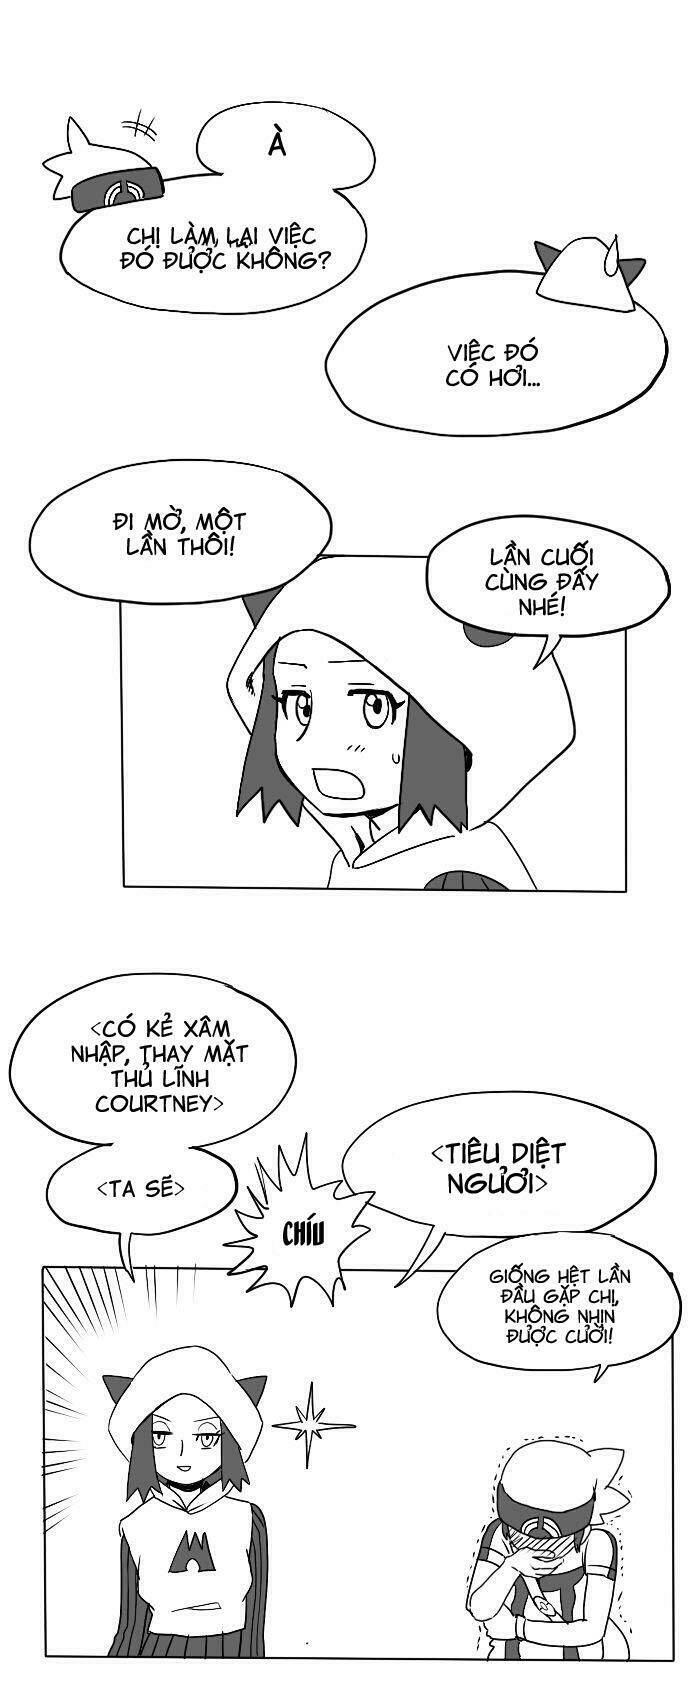 À
CHỊ LÀM LẠI VIỆC
ĐÓ ĐƯỢC KHÔNG?
VIỆC ĐÓ
CÓ HƠI...
ĐI MỜ, MỘT
LẦN THÔI!
LẦN CUỐI
CÙNG ĐẤY
NHÉ!
<CÓ KẺ XÂM
NHẬP, THAY MẶT
THỦ LĨNH
COURTNEY>
<TA SẼ>
CHÍU
<TIÊU DIỆT
NGƯƠI>
GIỐNG HỆT LẦN
ĐẦU GẶP CHỊ,
KHÔNG NHỊN
ĐƯỢC CƯỜI!